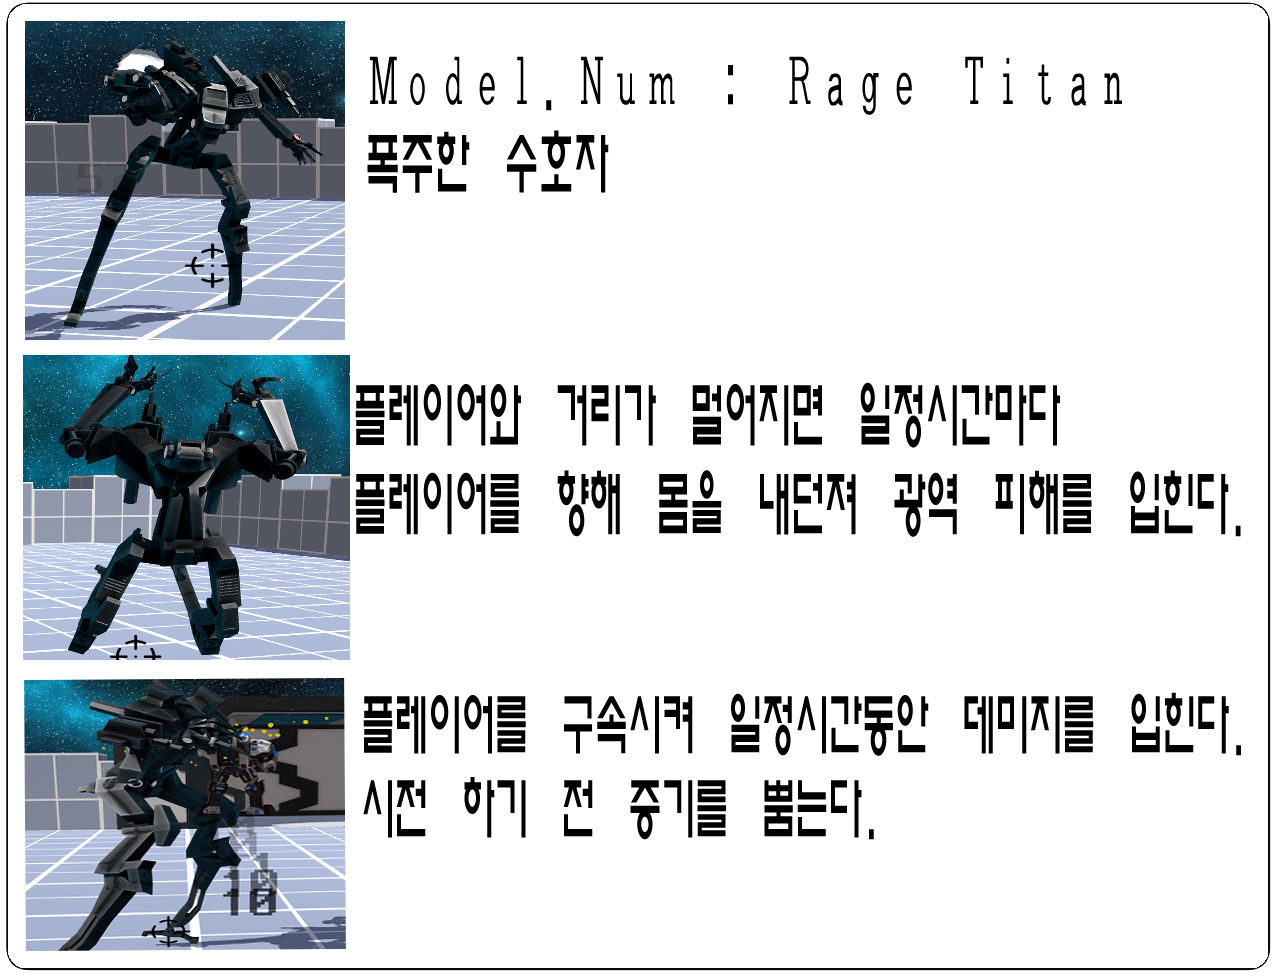 Model.Num : Rage Titan
폭주한 수호자
플레이어와 거리가 멀어지면 일정시간마다
플레이어를 향해 몸을 내던져 광역 피해를 입힌다.
플레이어를 구속시켜 일정시간동안 데미지를 입힌다.
시전 하기 전 증기를 뿜는다.
10